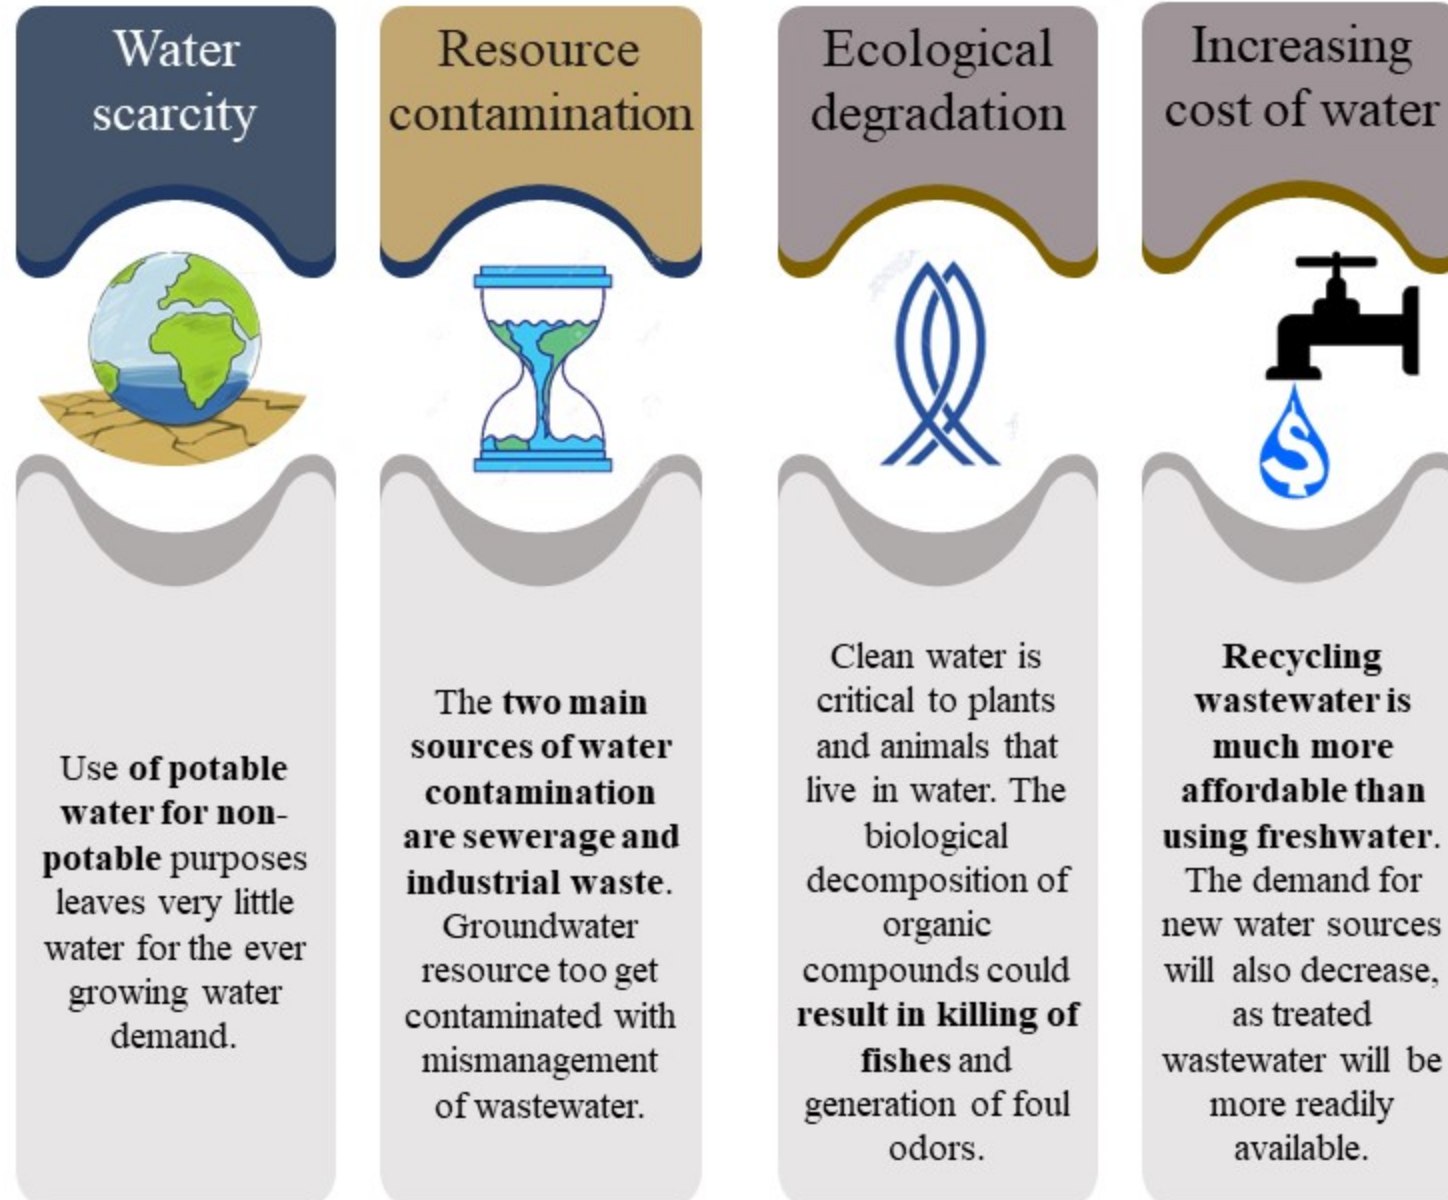 Water
scarcity
Use of potable
water for non-
potable purposes
leaves very little
water for the ever
growing water
demand.
Resource
contamination
The two main
sources of water
contamination
are sewerage and
industrial waste.
Groundwater
resource too get
contaminated with
mismanagement
of wastewater.
Ecological
degradation
Clean water is
critical to plants
and animals that
live in water. The
biological
decomposition of
organic
compounds could
result in killing of
fishes and
generation of foul
odors.
Increasing
cost of water
$
Recycling
wastewater is
much more
affordable than
using freshwater.
The demand for
new water sources
will also decrease,
as treated
wastewater will be
more readily
available.